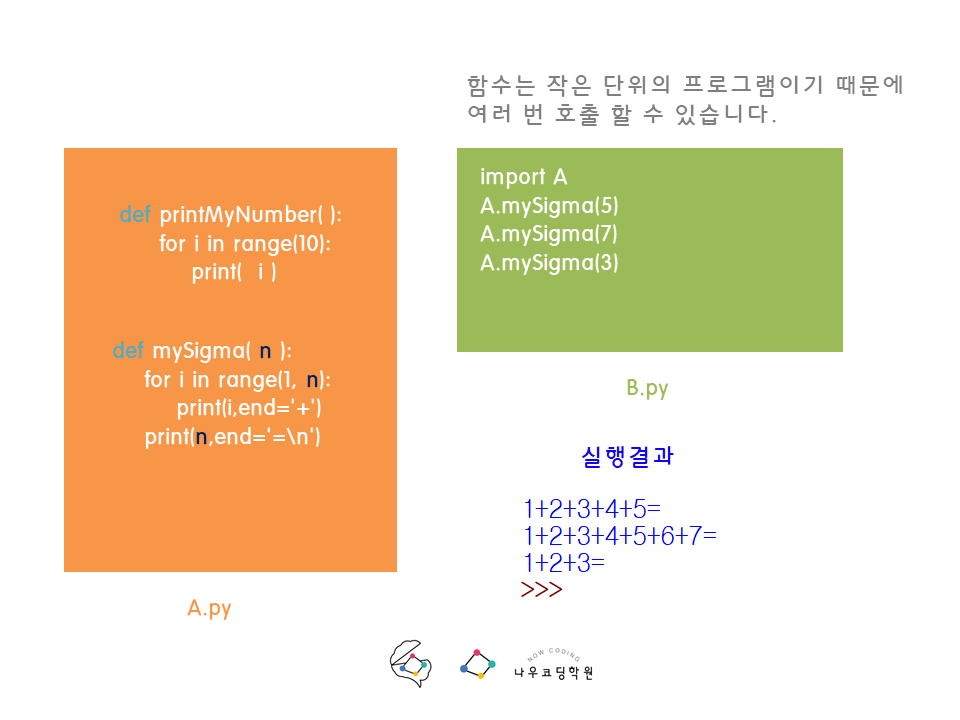 함수는 작은 단위의 프로그램이기 때문에
여러 번 호출 할 수 있습니다.
def printMyNumber( ):
for i in range(10):
print(  i )
def mySigma( n ):
for i in range(1, n):
print(i,end='+')
print(n,end='=\n')
A.py
import A
A.mySigma(5)
A.mySigma(7)
A.mySigma(3)
B.py
실행결과
1+2+3+4+5=
1+2+3+4+5+6+7=
1+2+3=
>>>
NOW CODING
나우코딩학원